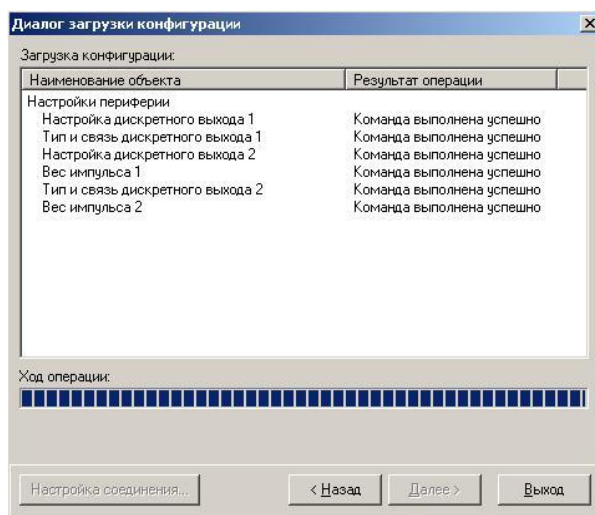 Диалог загрузки конфигурации
Загрузка конфигурации:
Наименование объекта Результат операции
Настройки периферии
Настройка дискретного выхода 1 Команда выполнена успешно
Тип и связь дискретного выхода 1 Команда выполнена успешно
Настройка дискретного выхода 2 Команда выполнена успешно
Вес импульса 1 Команда выполнена успешно
Тип и связь дискретного выхода 2 Команда выполнена успешно
Вес импульса 2 Команда выполнена успешно
Ход операции:
Настройка соединения... < Назад Далее > Выход